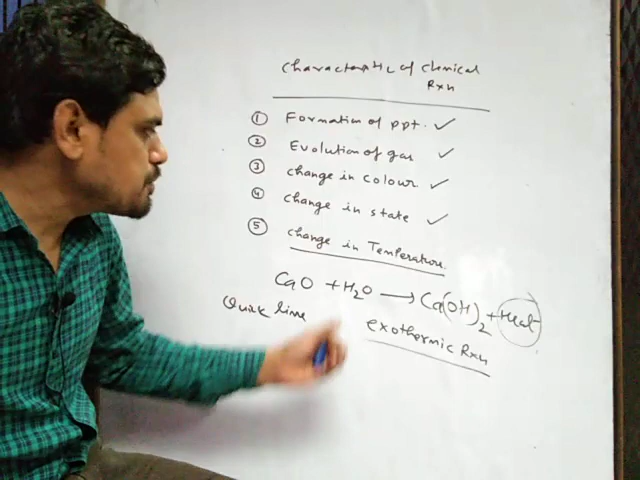 Characteristic of Chemical
Rxn
① Formation of ppt. ✓
② Evolution of gas ✓
③ change in colour ✓
④ change in state ✓
⑤ change in Temperation
CaO + H₂O ⟶ Ca(OH)₂ + Heat
Quick lime
exothermic Rxn